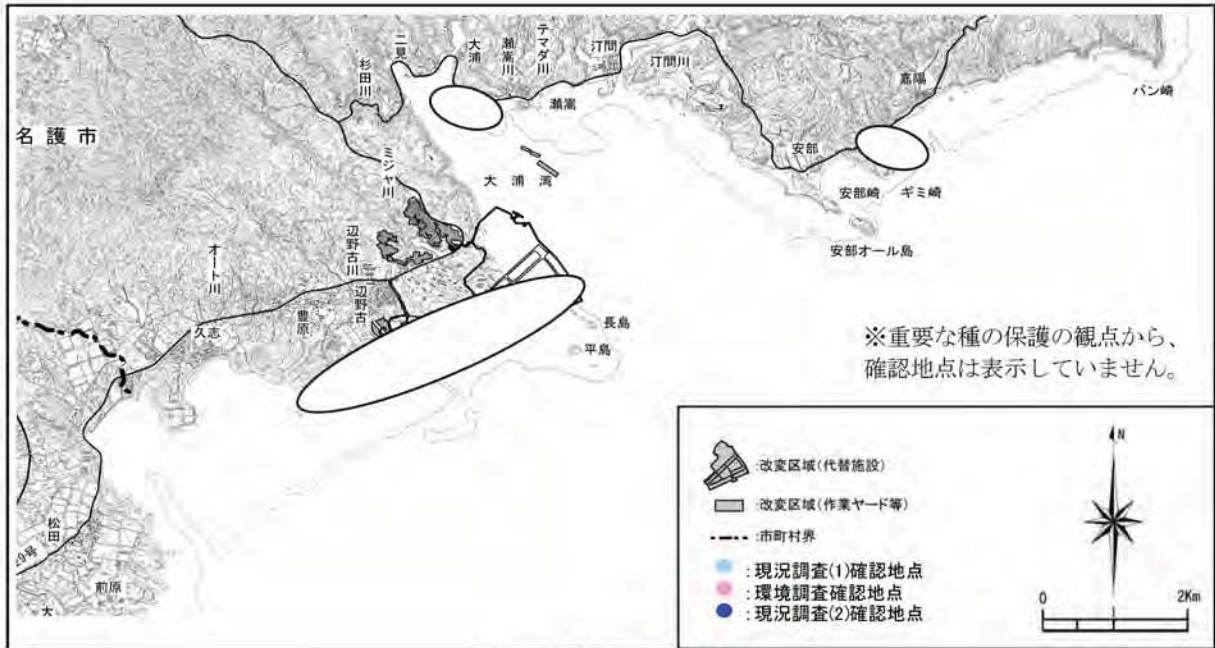 名護市
杉田川
二見
大浦
瀬嵩川
テマダ川
汀間
汀間川
瀬嵩
嘉陽
バン崎
安部
安部崎
ギミ崎
安部オール島
大浦湾
ミジャ川
辺野古川
辺野古
オート川
久志
豊原
長島
平島
松田
前原
※重要な種の保護の観点から、
確認地点は表示していません。
:改変区域(代替施設)
:改変区域(作業ヤード等)
:市町村界
:現況調査(1)確認地点
:環境調査確認地点
:現況調査(2)確認地点
N
0 2Km